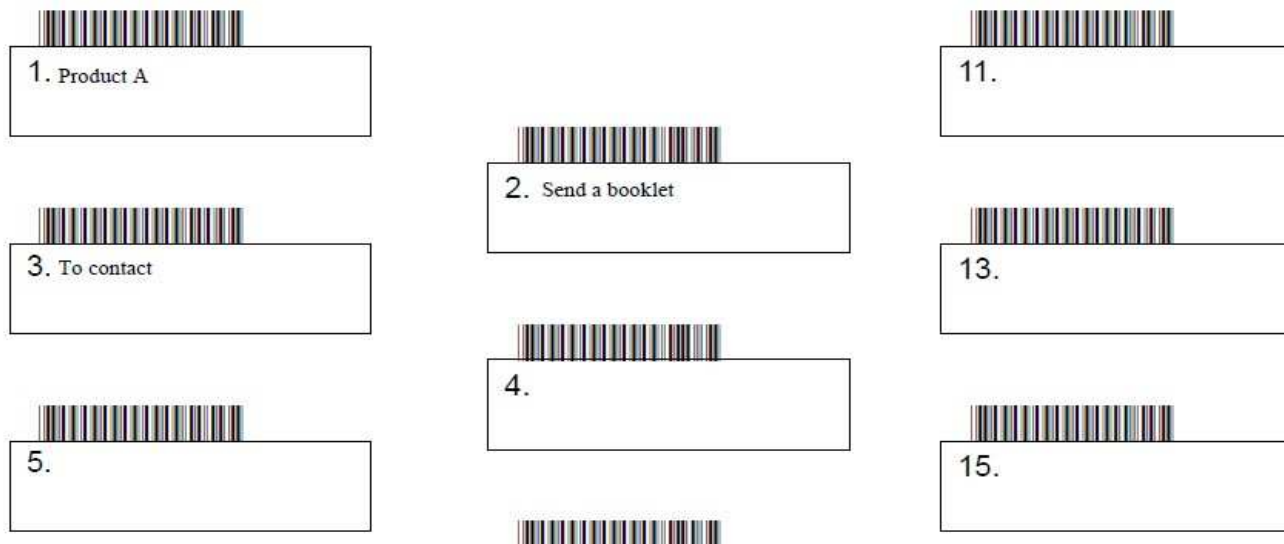 1. Product A
2. Send a booklet
3. To contact
4.
5.
11.
13.
15.